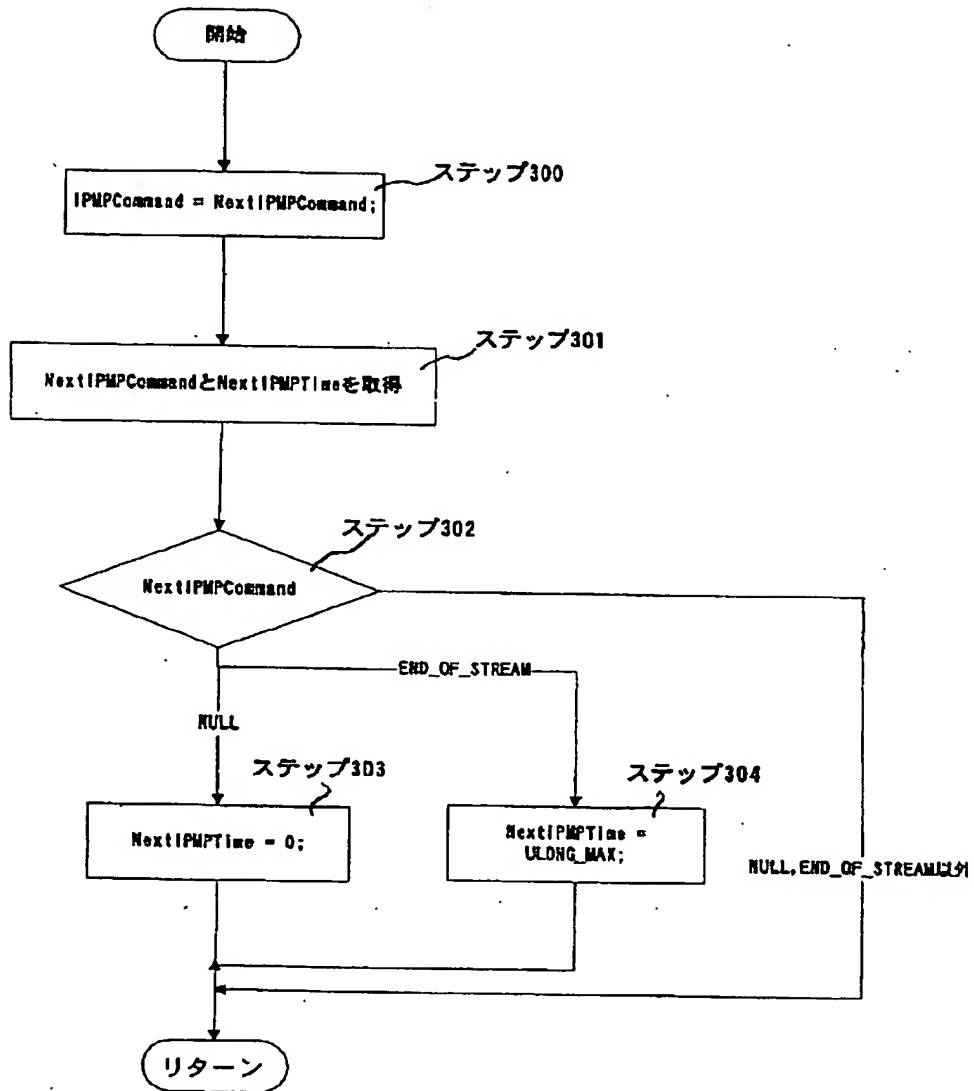 開始
ステップ300
IPMPCommand = NextIPMPCommand;
ステップ301
NextIPMPCommandとNextIPMPTimeを取得
ステップ302
NextIPMPCommand
END_OF_STREAM
NULL
ステップ303
ステップ304
NextIPMPTime = 0;
NextIPMPTime =
ULONG_MAX;
NULL,END_OF_STREAM以外
リターン